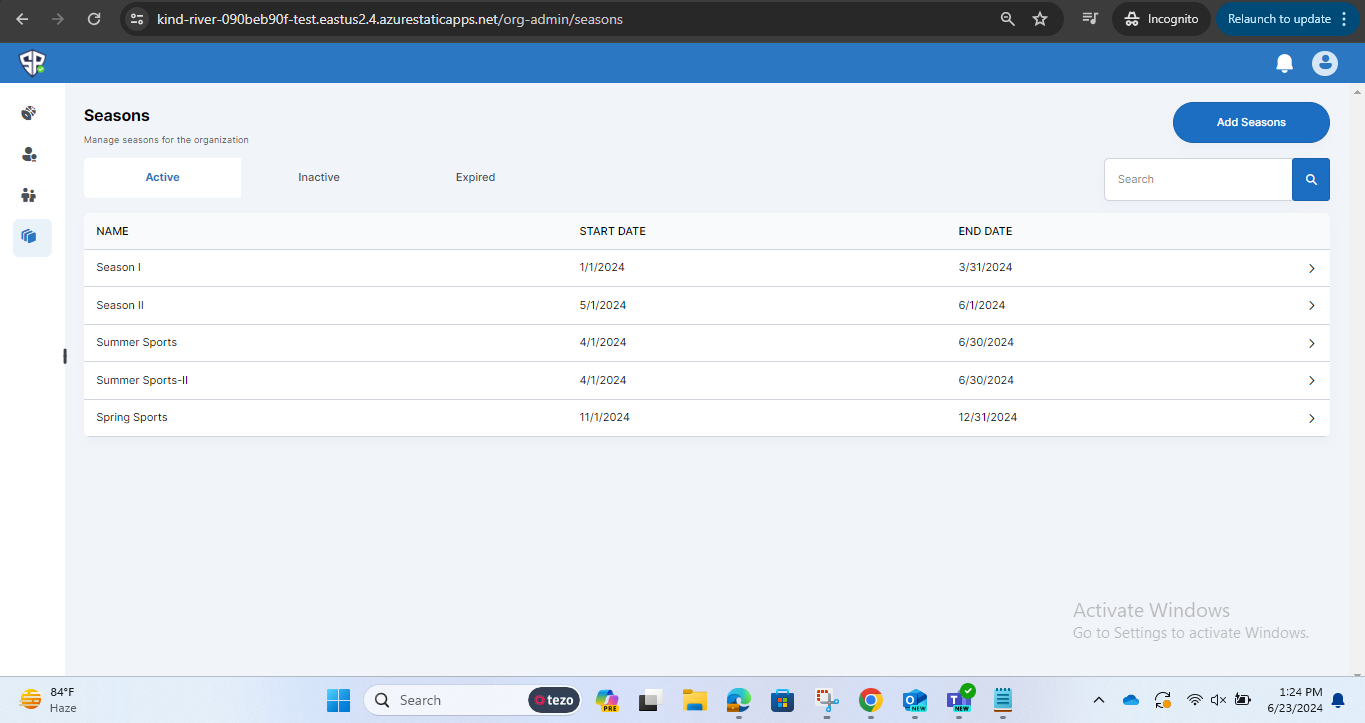 kind-river-090beb90f-test.eastus2.4.azurestaticapps.net/org-admin/seasons
Incognito
Relaunch to update
Seasons
Manage seasons for the organization
Add Seasons
Active Inactive Expired
Search
NAME START DATE END DATE
Season I 1/1/2024 3/31/2024
Season II 5/1/2024 6/1/2024
Summer Sports 4/1/2024 6/30/2024
Summer Sports-II 4/1/2024 6/30/2024
Spring Sports 11/1/2024 12/31/2024
Activate Windows
Go to Settings to activate Windows.
84°F
Haze
Search
tezo
PRE
NEW
NEW
1:24 PM
6/23/2024